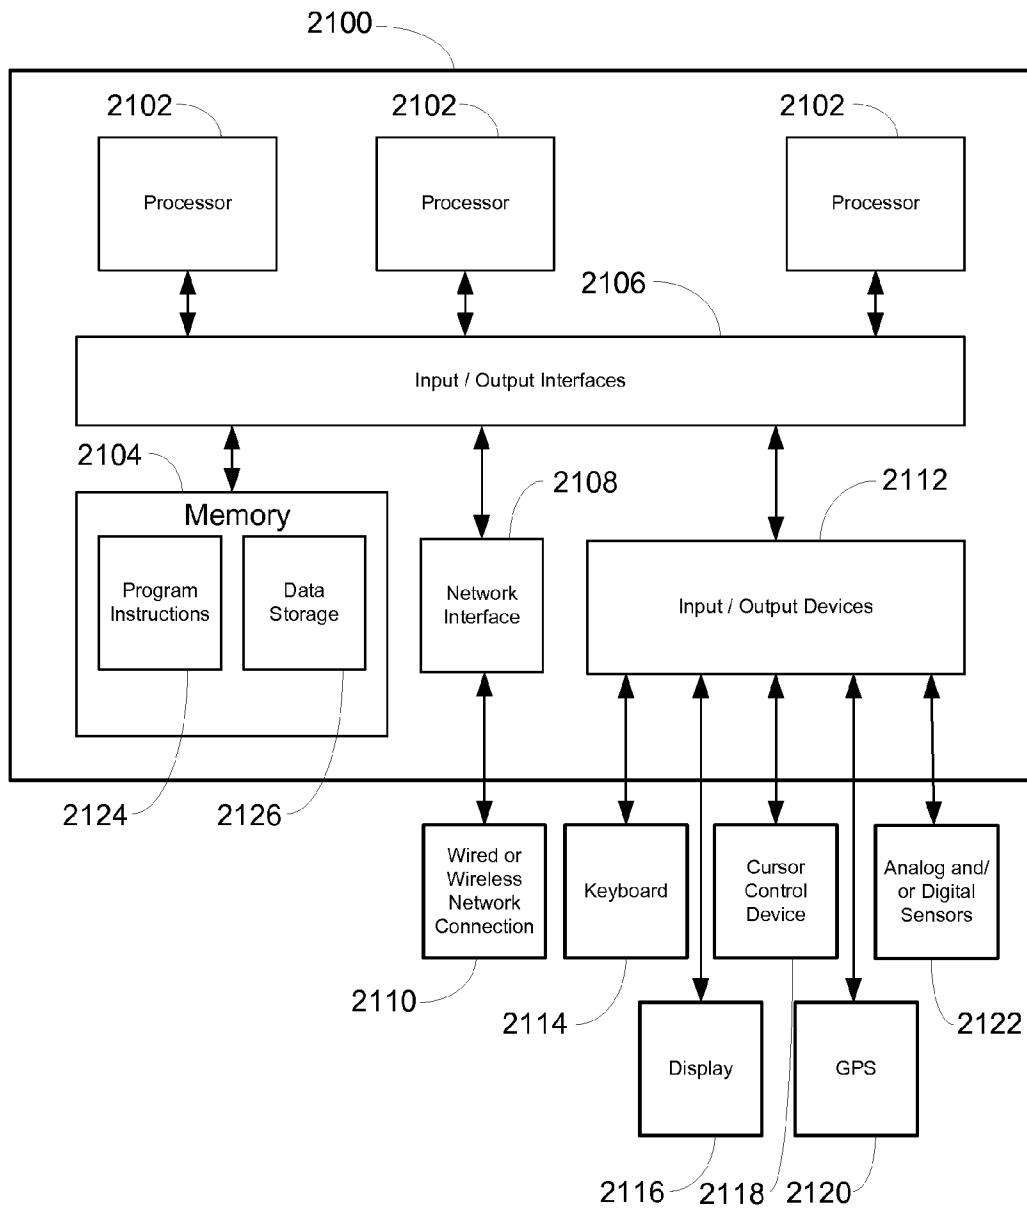 2100
2102
2102
2102
Processor
Processor
Processor
2106
Input / Output Interfaces
2104
2108
2112
Memory
Program
Instructions
Data
Storage
Network
Interface
Input / Output Devices
2124
2126
Wired or
Wireless
Network
Connection
Keyboard
Cursor
Control
Device
Analog and/
or Digital
Sensors
2110
2114
2122
Display
GPS
2116
2118
2120